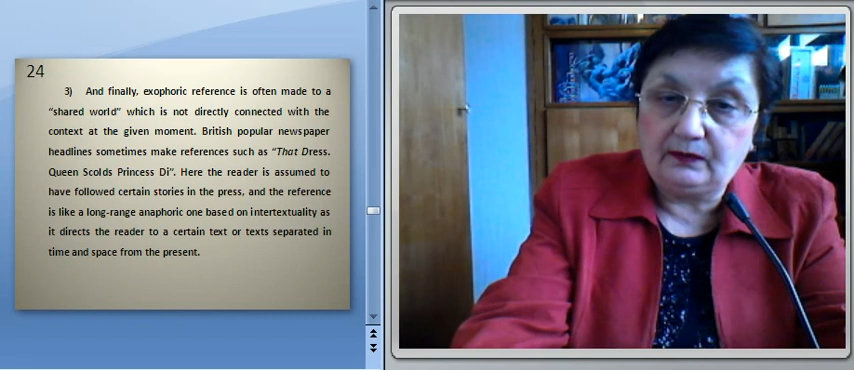 24
3) And finally, exophoric reference is often made to a
“shared world” which is not directly connected with the
context at the given moment. British popular newspaper
headlines sometimes make references such as “That Dress.
Queen Scolds Princess Di”. Here the reader is assumed to
have followed certain stories in the press, and the reference
is like a long-range anaphoric one based on intertextuality as
it directs the reader to a certain text or texts separated in
time and space from the present.